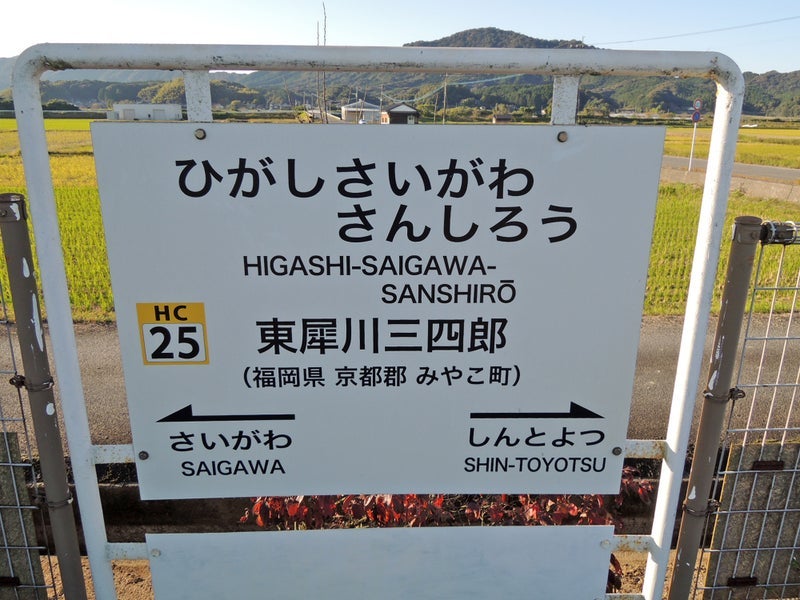 ひがしさいがわ
さんしろう
HIGASHI-SAIGAWA-
SANSHIRŌ
HC
25
東犀川三四郎
（福岡県 京都郡 みやこ町）
さいがわ
SAIGAWA
しんとよつ
SHIN-TOYOTSU